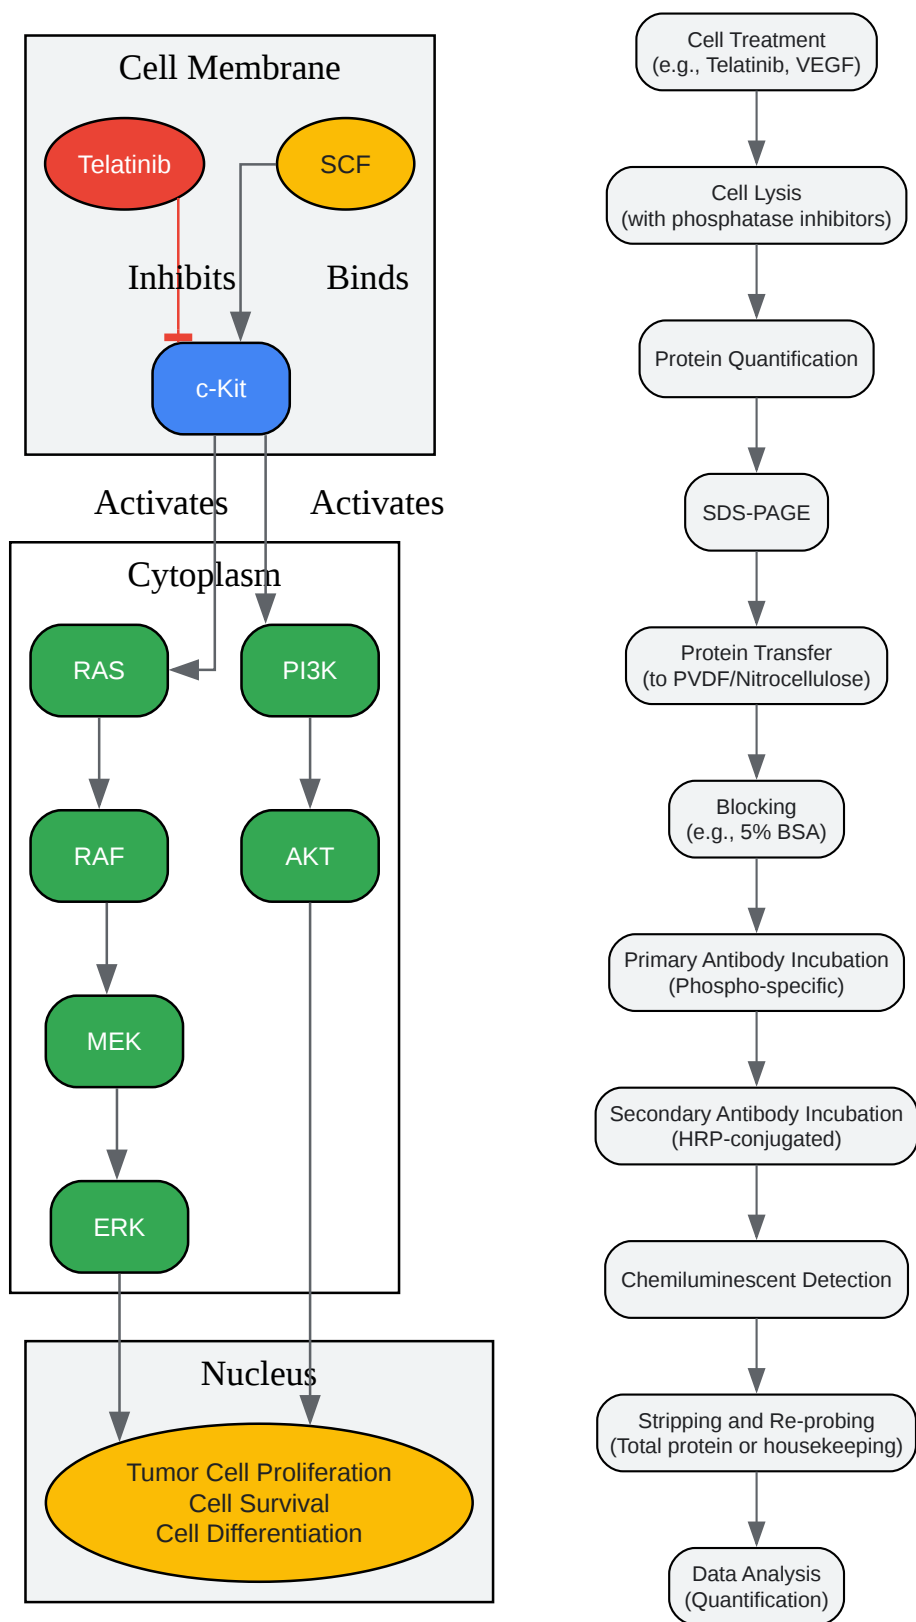 Cell Membrane
Telatinib
SCF
Inhibits
Binds
c-Kit
Activates
Activates
Cytoplasm
RAS
PI3K
RAF
AKT
MEK
ERK
Nucleus
Tumor Cell Proliferation
Cell Survival
Cell Differentiation
Cell Treatment
(e.g., Telatinib, VEGF)
Cell Lysis
(with phosphatase inhibitors)
Protein Quantification
SDS-PAGE
Protein Transfer
(to PVDF/Nitrocellulose)
Blocking
(e.g., 5% BSA)
Primary Antibody Incubation
(Phospho-specific)
Secondary Antibody Incubation
(HRP-conjugated)
Chemiluminescent Detection
Stripping and Re-probing
(Total protein or housekeeping)
Data Analysis
(Quantification)